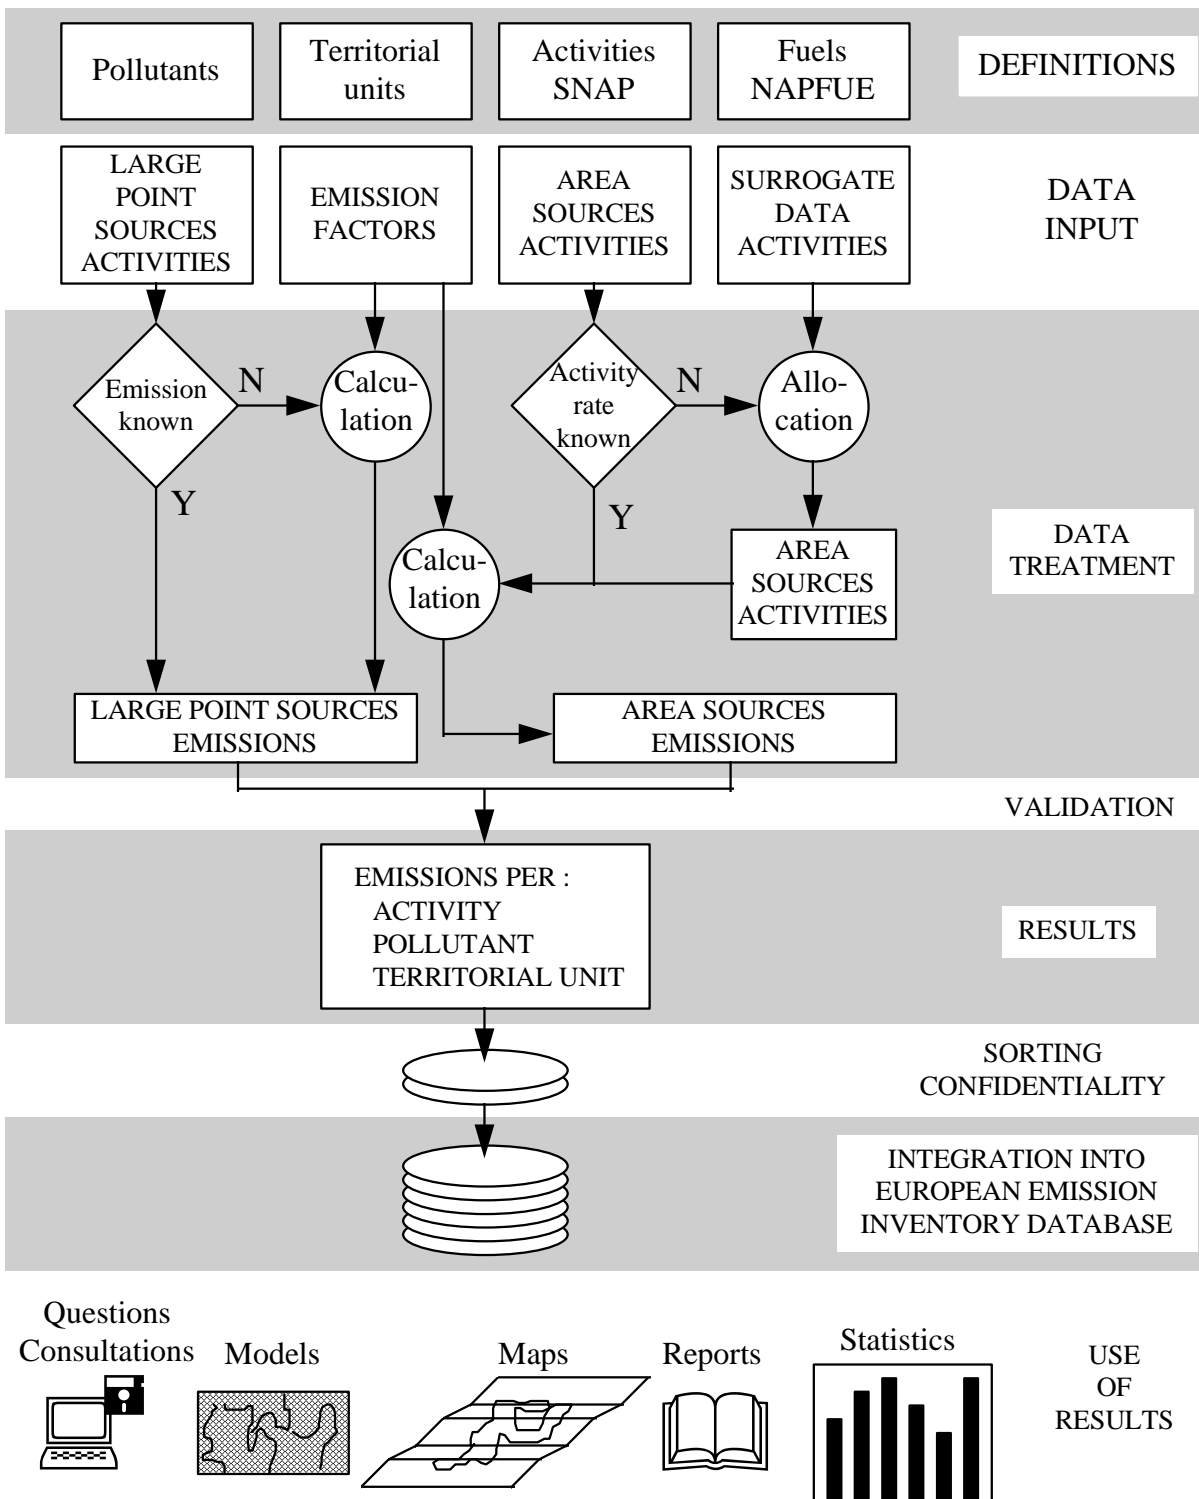 Pollutants
Territorial
units
Activities
SNAP
Fuels
NAPFUE
DEFINITIONS
LARGE
POINT
SOURCES
ACTIVITIES
EMISSION
FACTORS
AREA
SOURCES
ACTIVITIES
SURROGATE
DATA
ACTIVITIES
DATA
INPUT
Emission
known
N
Calcu-
lation
Activity
rate
known
N
Allo-
cation
Y
Y
Calcu-
lation
AREA
SOURCES
ACTIVITIES
DATA
TREATMENT
LARGE POINT SOURCES
EMISSIONS
AREA SOURCES
EMISSIONS
VALIDATION
EMISSIONS PER :
ACTIVITY
POLLUTANT
TERRITORIAL UNIT
RESULTS
SORTING
CONFIDENTIALITY
INTEGRATION INTO
EUROPEAN EMISSION
INVENTORY DATABASE
Questions
Consultations
Models
Maps
Reports
Statistics
USE
OF
RESULTS